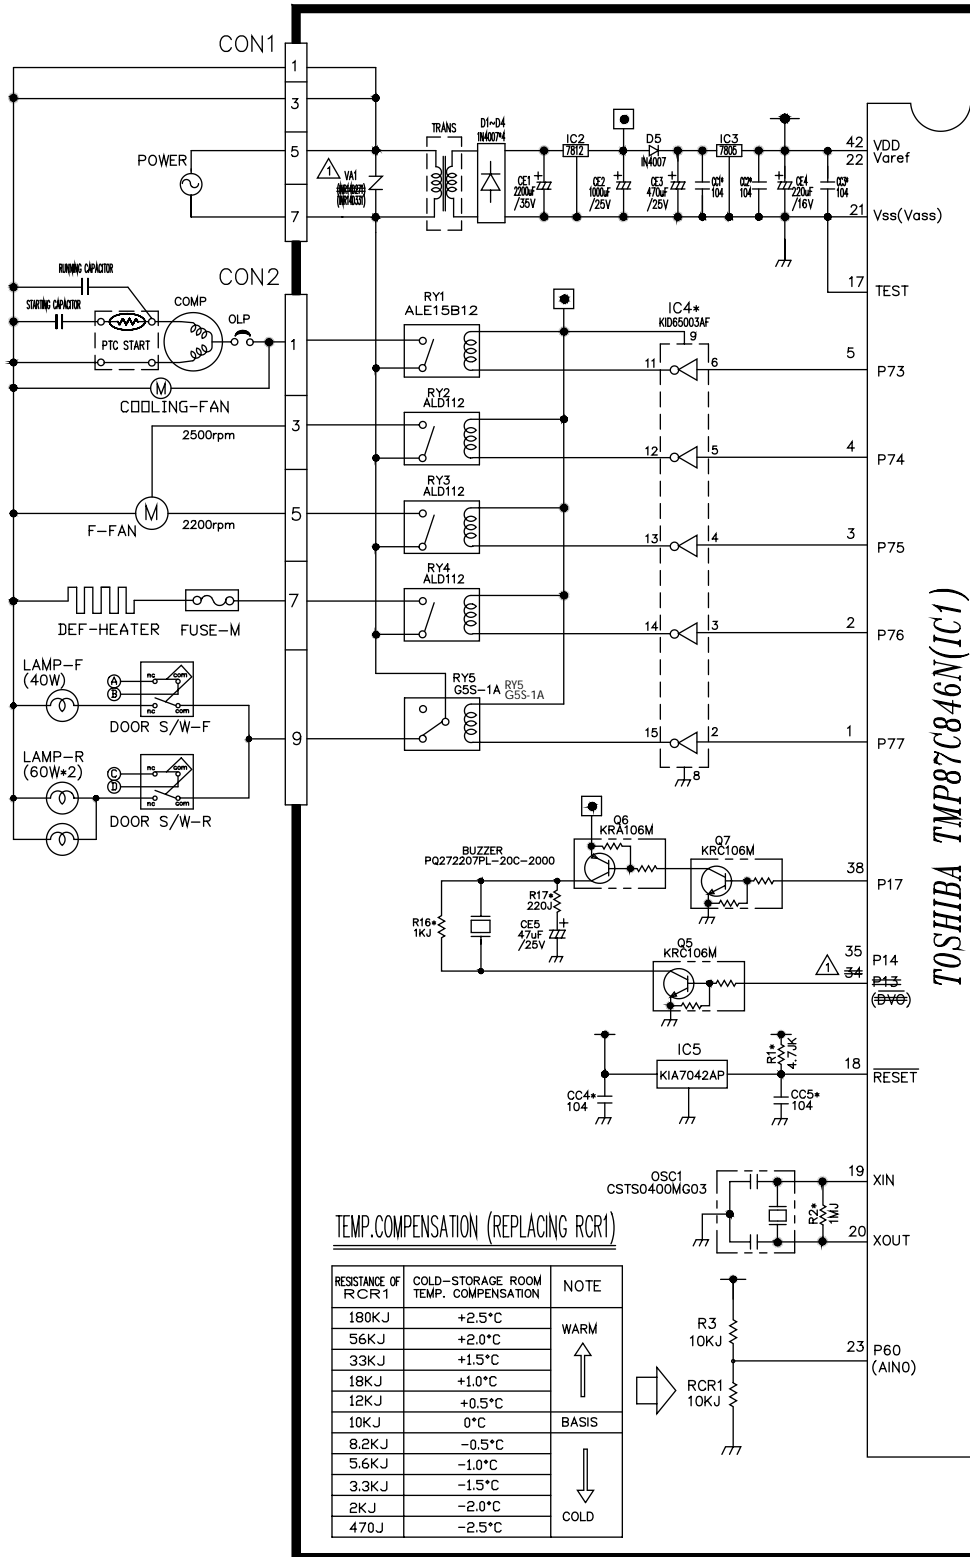 CON1
1
3
5
7
POWER
1
VA1
TRANS
D1~D4
1N4007*4
CE1
2200uF
/35V
IC2
7812
CE2
1000uF
/25V
D5
1N4007
CE3
470uF
/25V
CC1*
104
IC3
7805
CC2*
104
CE4
220uF
/16V
CC3*
104
42
VDD
22
Varef
21
Vss(Vass)
17
TEST
RUNNING CAPACITOR
STARTING CAPACITOR
PTC START
COMP
OLP
M
COOLING-FAN
CON2
1
3
5
7
9
2500rpm
M
F-FAN
2200rpm
DEF-HEATER
FUSE-M
LAMP-F
(40W)
A
B
nc
com
nc
com
DOOR S/W-F
LAMP-R
(60W*2)
C
D
nc
com
nc
com
DOOR S/W-R
RY1
ALE15B12
RY2
ALD112
RY3
ALD112
RY4
ALD112
RY5
G5S-1A
RY5
G5S-1A
IC4*
KID65003AF
9
11
6
12
5
13
4
14
3
15
2
8
5
P73
4
P74
3
P75
2
P76
1
P77
TOSHIBA TMP87C846N(IC1)
BUZZER
PQ272207PL-20C-2000
R16*
1KJ
R17*
220J
CE5
47uF
/25V
Q6
KRA106M
Q7
KRC106M
38
P17
Q5
KRC106M
1
35
P14
34
P13
(DVO)
IC5
KIA7042AP
CC4*
104
R1*
4.7JK
CC5*
104
18
RESET
OSC1
CSTS0400MG03
R2*
1MJ
19
XIN
20
XOUT
R3
10KJ
RCR1
10KJ
23
P60
(AIN0)
TEMP.COMPENSATION (REPLACING RCR1)
RESISTANCE OF RCR1
COLD-STORAGE ROOM TEMP. COMPENSATION
NOTE
180KJ +2.5°C
56KJ +2.0°C
WARM
33KJ +1.5°C
18KJ +1.0°C
12KJ +0.5°C
10KJ 0°C BASIS
8.2KJ -0.5°C
5.6KJ -1.0°C
3.3KJ -1.5°C
2KJ -2.0°C
COLD
470J -2.5°C